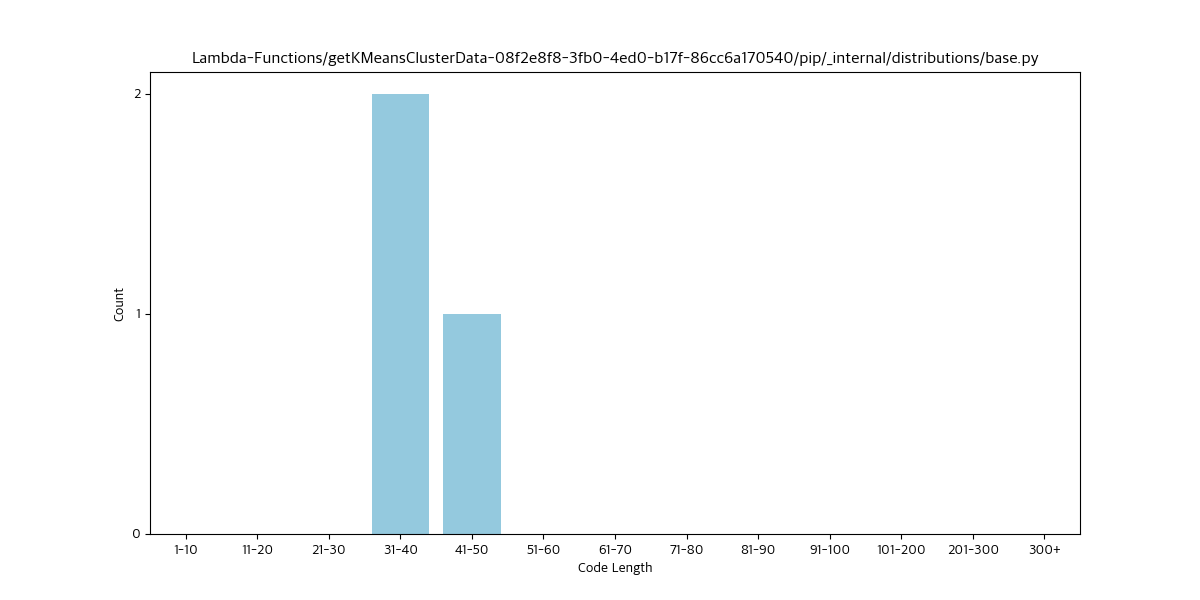 Lambda-Functions/getKMeansClusterData-08f2e8f8-3fb0-4ed0-b17f-86cc6a170540/pip/_internal/distributions/base.py
2
1
0
Count
1-10 11-20 21-30 31-40 41-50 51-60 61-70 71-80 81-90 91-100 101-200 201-300 300+
Code Length